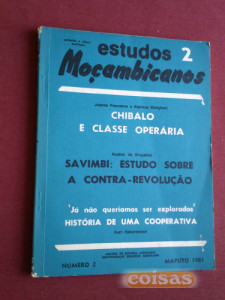 estudos 2
Moçambicanos
CHIBALO
E CLASSE OPERÁRIA
SAVIMBI: ESTUDO SOBRE
A CONTRA-REVOLUÇÃO
'Já não queríamos ser explorados'
HISTÓRIA DE UMA COOPERATIVA
NÚMERO 2
MAPUTO 1981
coisas